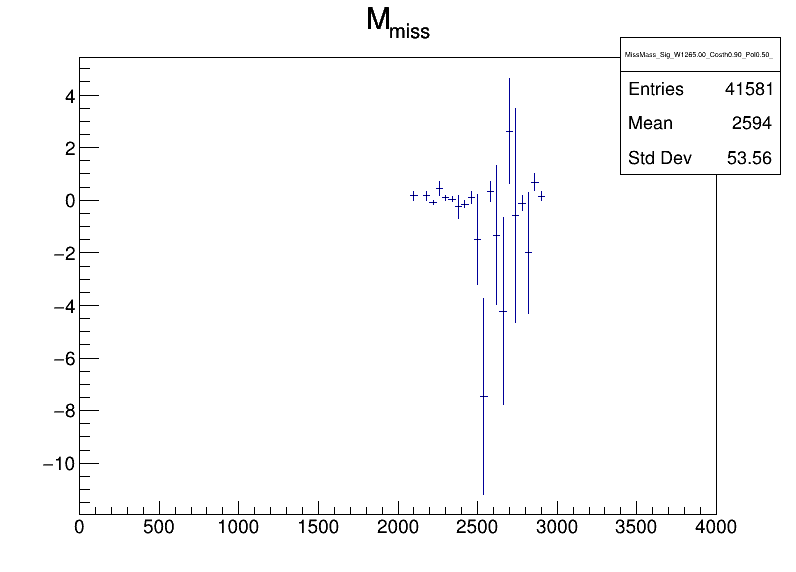 M_miss
MissMass_Sig_W1265.00_Costh0.90_Pol0.50_
Entries 41581
Mean 2594
Std Dev 53.56
4
2
0
−2
−4
−6
−8
−10
0 500 1000 1500 2000 2500 3000 3500 4000